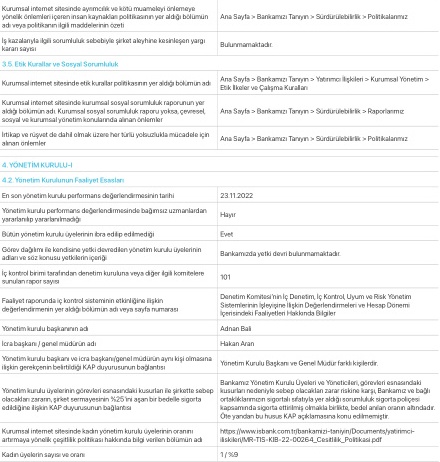 Kurumsal internet sitesinde ayrımcılık ve kötü muameleyi önlemeye
yönelik önlemleri içeren insan kaynakları politikasının yer aldığı bölümün
adı veya politikanın ilgili maddelerinin özeti
Ana Sayfa > Bankamızı Tanıyın > Sürdürülebilirlik > Politikalarımız
İş kazalarıyla ilgili sorumluluk sebebiyle şirket aleyhine kesinleşen yargı
kararı sayısı
Bulunmamaktadır.
3.5. Etik Kurallar ve Sosyal Sorumluluk
Kurumsal internet sitesinde etik kurallar politikasının yer aldığı bölümün adı
Ana Sayfa > Bankamızı Tanıyın > Yatırımcı İlişkileri > Kurumsal Yönetim >
Etik İlkeler ve Çalışma Kuralları
Kurumsal internet sitesinde kurumsal sosyal sorumluluk raporunun yer
aldığı bölümün adı. Kurumsal sosyal sorumluluk raporu yoksa, çevresel,
sosyal ve kurumsal yönetim konularında alınan önlemler
Ana Sayfa > Bankamızı Tanıyın > Sürdürülebilirlik > Raporlarımız
İrtikap ve rüşvet de dahil olmak üzere her türlü yolsuzlukla mücadele için
alınan önlemler
Ana Sayfa > Bankamızı Tanıyın > Sürdürülebilirlik > Politikalarımız
4. YÖNETİM KURULU-I
4.2. Yönetim Kurulunun Faaliyet Esasları
En son yönetim kurulu performans değerlendirmesinin tarihi
23.11.2022
Yönetim kurulu performans değerlendirmesinde bağımsız uzmanlardan
yararlanılıp yararlanılmadığı
Hayır
Bütün yönetim kurulu üyelerinin ibra edilip edilmediği
Evet
Görev dağılımı ile kendisine yetki devredilen yönetim kurulu üyelerinin
adları ve söz konusu yetkilerin içeriği
Bankamızda yetki devri bulunmamaktadır.
İç kontrol birimi tarafından denetim kuruluna veya diğer ilgili komitelere
sunulan rapor sayısı
101
Faaliyet raporunda iç kontrol sisteminin etkinliğine ilişkin
değerlendirmenin yer aldığı bölümün adı veya sayfa numarası
Denetim Komitesi'nin İç Denetim, İç Kontrol, Uyum ve Risk Yönetim
Sistemlerinin İşleyişine İlişkin Değerlendirmeleri ve Hesap Dönemi
İçerisindeki Faaliyetleri Hakkında Bilgiler
Yönetim kurulu başkanının adı
Adnan Bali
İcra başkanı / genel müdürün adı
Hakan Aran
Yönetim kurulu başkanı ve icra başkanı/genel müdürün aynı kişi olmasına
ilişkin gerekçenin belirtildiği KAP duyurusunun bağlantısı
Yönetim Kurulu Başkanı ve Genel Müdür farklı kişilerdir.
Yönetim kurulu üyelerinin görevleri esnasındaki kusurları ile şirkette sebep
olacakları zararın, şirket sermayesinin %25'ini aşan bir bedelle sigorta
edildiğine ilişkin KAP duyurusunun bağlantısı
Bankamız Yönetim Kurulu Üyeleri ve Yöneticileri, görevleri esnasındaki
kusurları nedeniyle sebep olacakları zarar riskine karşı, Bankamız ve bağlı
ortaklıklarımızın sigortalı sıfatıyla yer aldığı sorumluluk sigorta poliçesi
kapsamında sigorta ettirilmiş olmakla birlikte, bedel anılan oranın altındadır.
Öte yandan bu husus KAP açıklamasına konu edilmemiştir.
Kurumsal internet sitesinde kadın yönetim kurulu üyelerinin oranını
artırmaya yönelik çeşitlilik politikası hakkında bilgi verilen bölümün adı
https://www.isbank.com.tr/bankamizi-taniyin/Documents/yatirimci-
iliskileri/MR-TIS-KIB-22-00264_Cesitlilik_Politikasi.pdf
Kadın üyelerin sayısı ve oranı
1 / %9